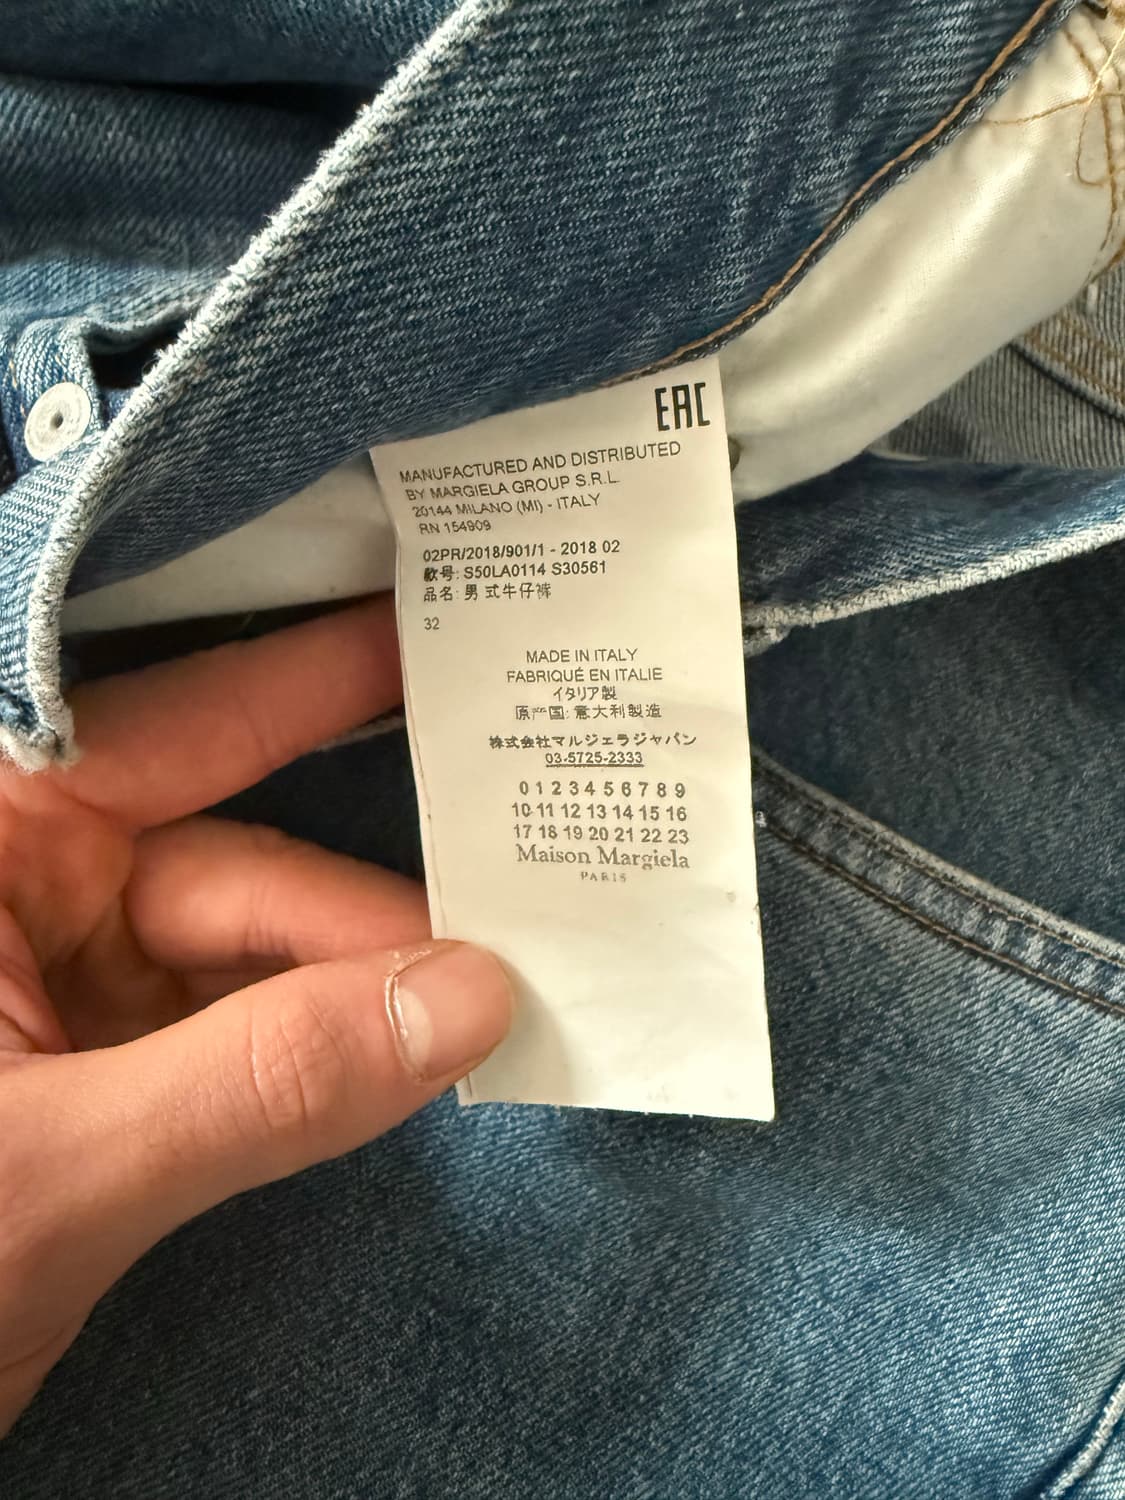 EAC
MANUFACTURED AND DISTRIBUTED
BY MARGIELA GROUP S.R.L.
20144 MILANO (MI) - ITALY
RN 154909
02PR/2018/901/1 - 2018 02
款号: S50LA0114 S30561
品名: 男式牛仔裤
32
MADE IN ITALY
FABRIQUÉ EN ITALIE
イタリア製
原产国: 意大利製造
株式会社マルジェラジャパン
03-5725-2333
0 1 2 3 4 5 6 7 8 9
10 11 12 13 14 15 16
17 18 19 20 21 22 23
Maison Margiela
PARIS